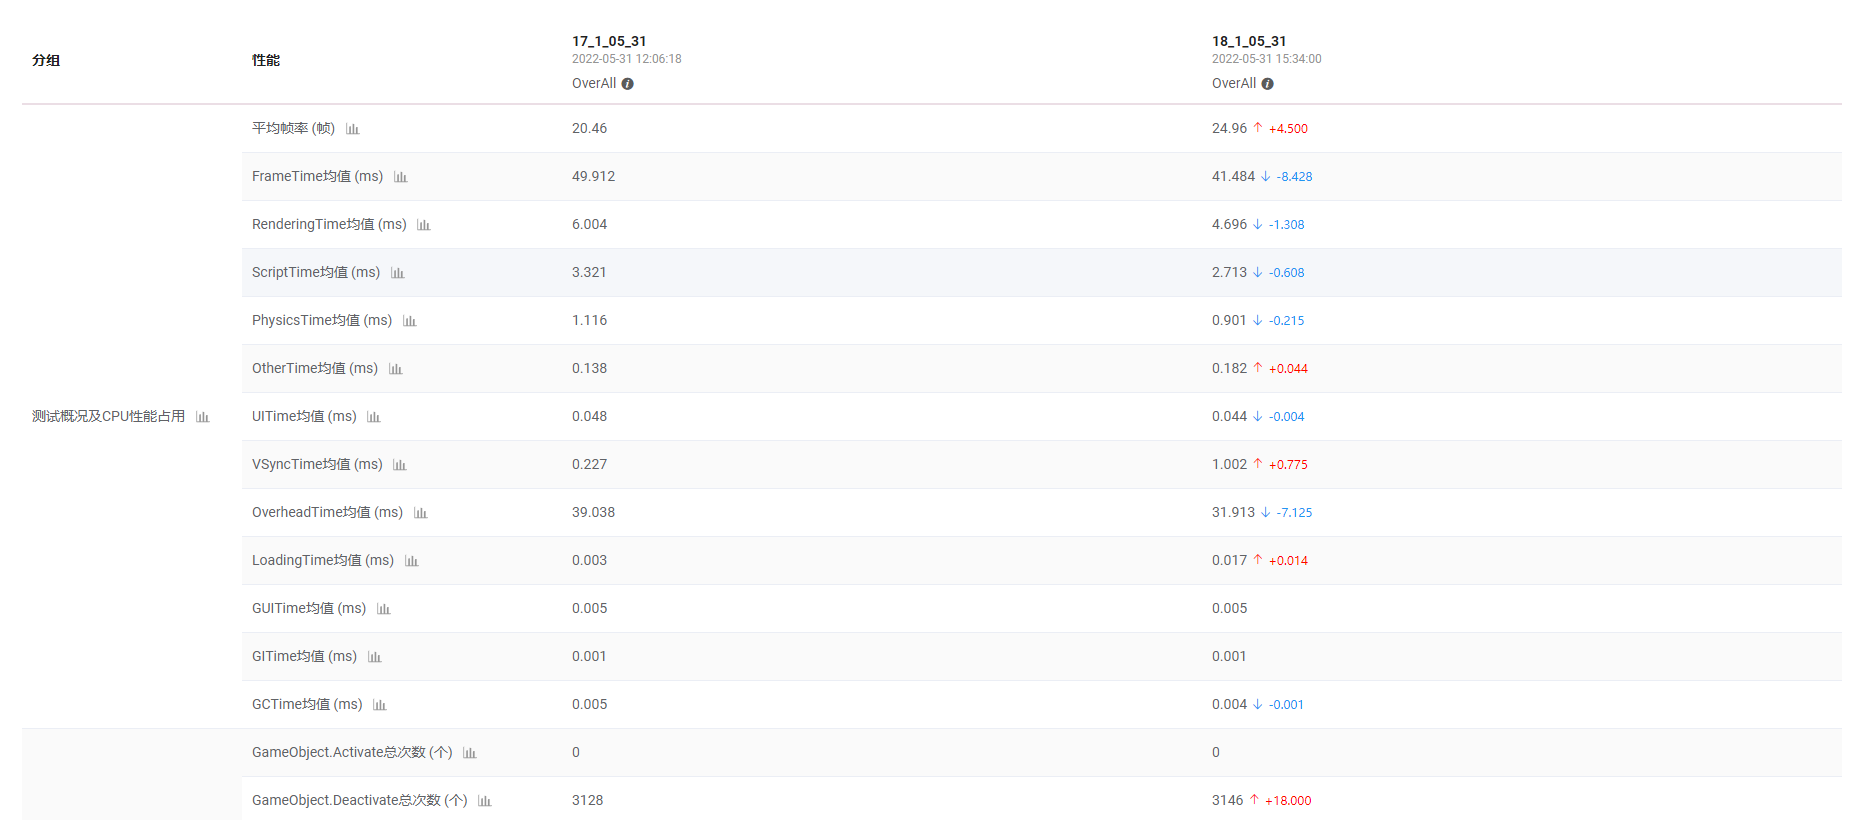 分组
性能
17_1_05_31
2022-05-31 12:06:18
OverAll
18_1_05_31
2022-05-31 15:34:00
OverAll
测试概况及CPU性能占用
平均帧率 (帧) 20.46 24.96 ↑ +4.500
FrameTime均值 (ms) 49.912 41.484 ↓ -8.428
RenderingTime均值 (ms) 6.004 4.696 ↓ -1.308
ScriptTime均值 (ms) 3.321 2.713 ↓ -0.608
PhysicsTime均值 (ms) 1.116 0.901 ↓ -0.215
OtherTime均值 (ms) 0.138 0.182 ↑ +0.044
UITime均值 (ms) 0.048 0.044 ↓ -0.004
VSyncTime均值 (ms) 0.227 1.002 ↑ +0.775
OverheadTime均值 (ms) 39.038 31.913 ↓ -7.125
LoadingTime均值 (ms) 0.003 0.017 ↑ +0.014
GUITime均值 (ms) 0.005 0.005
GITime均值 (ms) 0.001 0.001
GCTime均值 (ms) 0.005 0.004 ↓ -0.001
GameObject.Activate总次数 (个) 0 0
GameObject.Deactivate总次数 (个) 3128 3146 ↑ +18.000